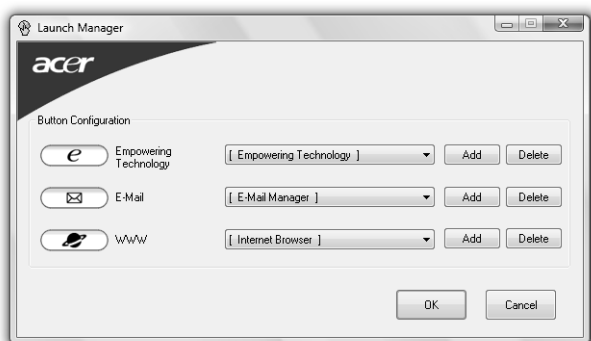 Launch Manager
acer
Button Configuration
e
Empowering
Technology
[ Empowering Technology ]
Add
Delete
E-Mail
[ E-Mail Manager ]
Add
Delete
WWW
[ Internet Browser ]
Add
Delete
OK
Cancel